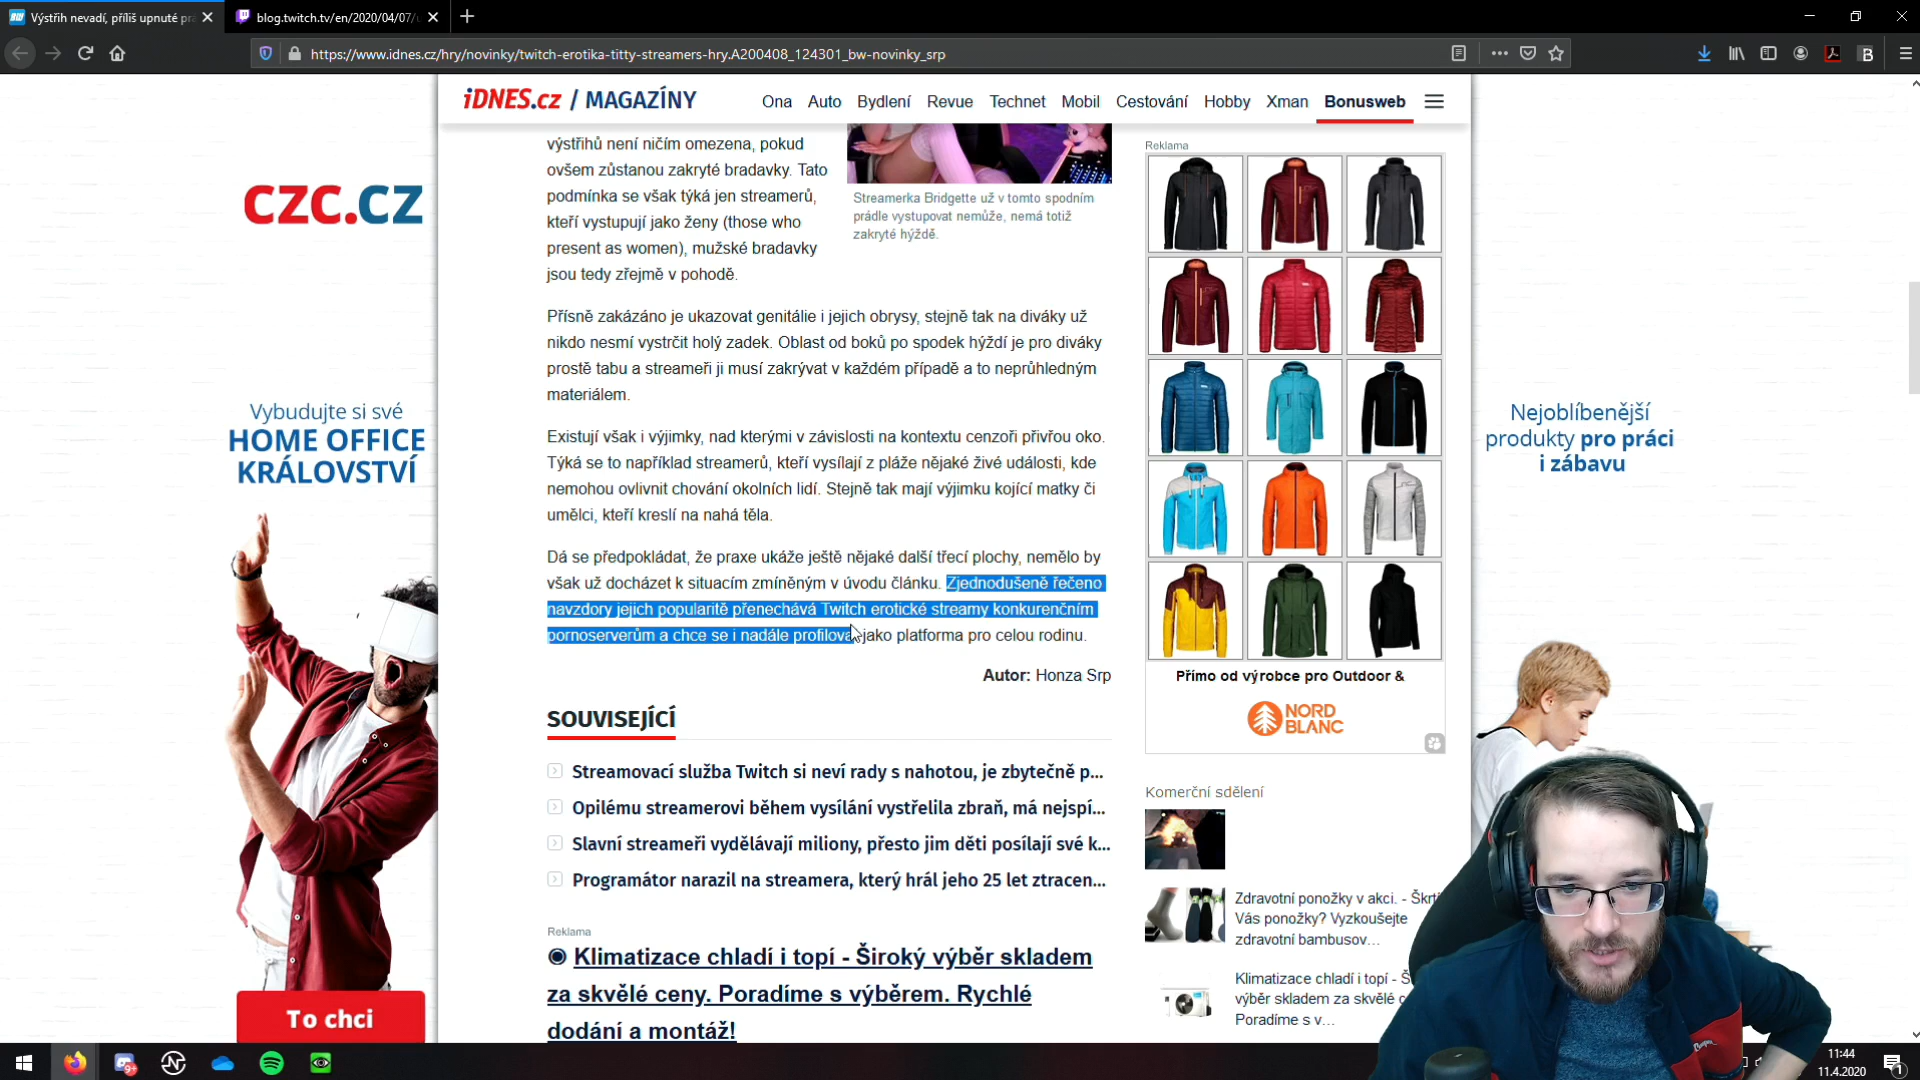 Výstřih nevadí, příliš upnuté pr
blog.twitch.tv/en/2020/04/07/
https://www.idnes.cz/hry/novinky/twitch-erotika-titty-streamers-hry.A200408_124301_bw-novinky_srp
iDNES.cz / MAGAZÍNY
Ona Auto Bydlení Revue Technet Mobil Cestování Hobby Xman Bonusweb
výstřihů není ničím omezena, pokud
ovšem zůstanou zakryté bradavky. Tato
podmínka se však týká jen streamerů,
kteří vystupují jako ženy (those who
present as women), mužské bradavky
jsou tedy zřejmě v pohodě.
Streamerka Bridgette už v tomto spodním
prádle vystupovat nemůže, nemá totiž
zakryté hýždě.
Přísně zakázáno je ukazovat genitálie i jejich obrysy, stejně tak na diváky už
nikdo nesmí vystrčit holý zadek. Oblast od boků po spodek hýždí je pro diváky
prostě tabu a streameři ji musí zakrývat v každém případě a to neprůhledným
materiálem.
Existují však i výjimky, nad kterými v závislosti na kontextu cenzoři přivřou oko.
Týká se to například streamerů, kteří vysílají z pláže nějaké živé události, kde
nemohou ovlivnit chování okolních lidí. Stejně tak mají výjimku kojící matky či
umělci, kteří kreslí na nahá těla.
Dá se předpokládat, že praxe ukáže ještě nějaké další třecí plochy, nemělo by
však už docházet k situacím zmíněným v úvodu článku. Zjednodušeně řečeno
navzdory jejich popularitě přenechává Twitch erotické streamy konkurenčním
pornoserverům a chce se i nadále profilovat jako platforma pro celou rodinu.
Autor: Honza Srp
SOUVISEJÍCÍ
Streamovací služba Twitch si neví rady s nahotou, je zbytečně p...
Opilému streamerovi během vysílání vystřelila zbraň, má nejspí...
Slavní streameři vydělávají miliony, přesto jim děti posílají své k...
Programátor narazil na streamera, který hrál jeho 25 let ztracen...
Reklama
Klimatizace chladí i topí - Široký výběr skladem
za skvělé ceny. Poradíme s výběrem. Rychlé
dodání a montáž!
Reklama
Přímo od výrobce pro Outdoor &
NORD
BLANC
Komerční sdělení
Zdravotní ponožky v akci. - Škrtí
Vás ponožky? Vyzkoušejte
zdravotní bambusov...
Klimatizace chladí i topí - Š
výběr skladem za skvělé c
Poradíme s v...
CZC.CZ
Vybudujte si své
HOME OFFICE
KRÁLOVSTVÍ
To chci
Nejoblíbenější
produkty pro práci
i zábavu
11:44
11.4.2020